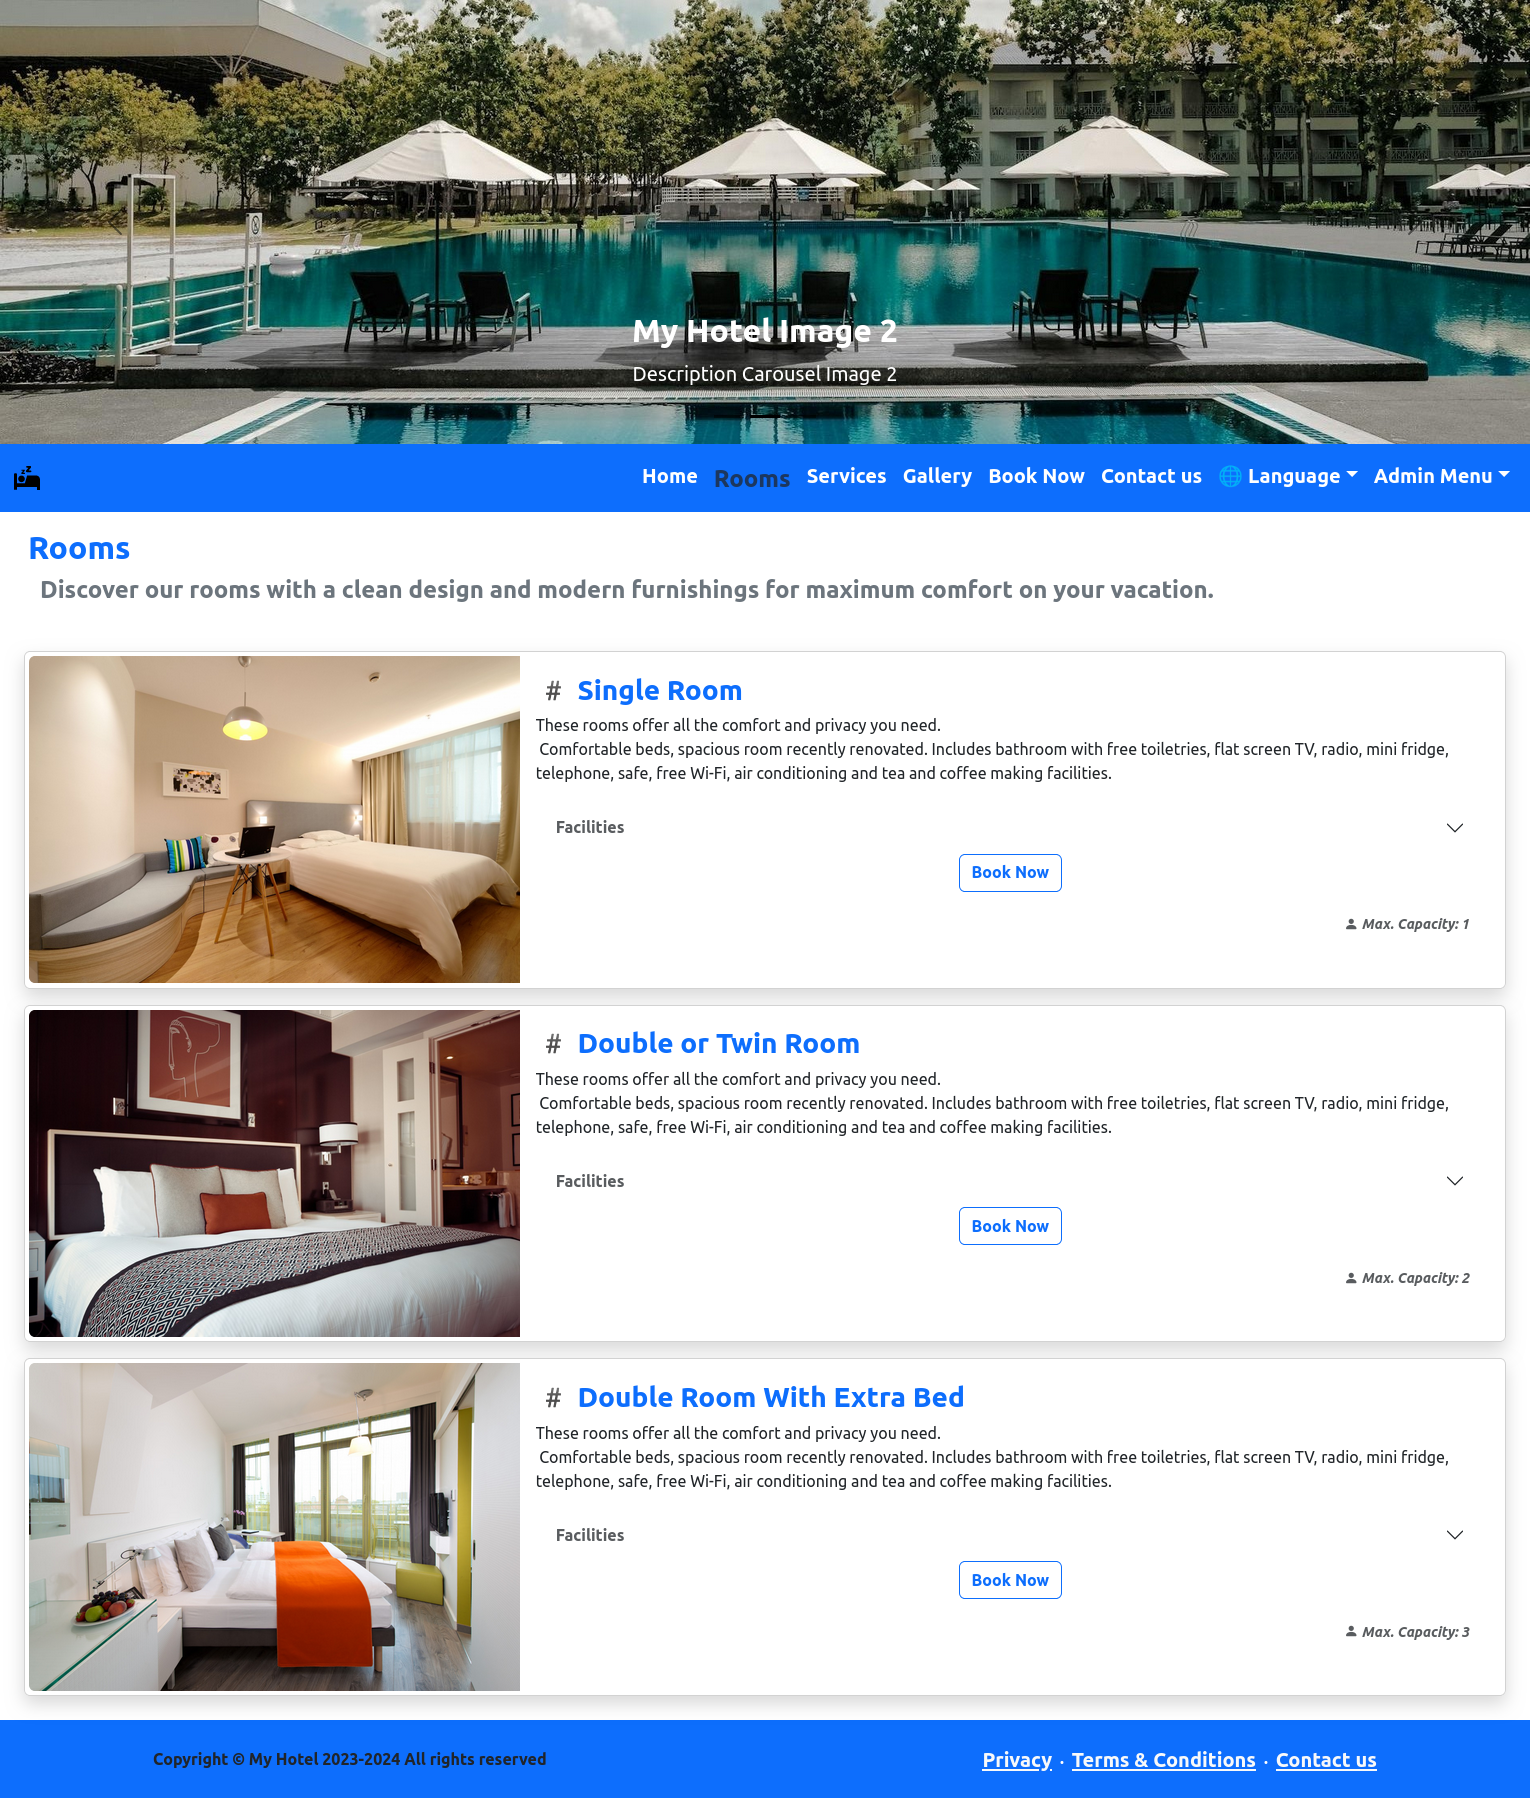 My Hotel Image 2
Description Carousel Image 2
Home Rooms Services Gallery Book Now Contact us 🌐 Language Admin Menu
Rooms
Discover our rooms with a clean design and modern furnishings for maximum comfort on your vacation.
# Single Room
These rooms offer all the comfort and privacy you need.
Comfortable beds, spacious room recently renovated. Includes bathroom with free toiletries, flat screen TV, radio, mini fridge,
telephone, safe, free Wi-Fi, air conditioning and tea and coffee making facilities.
Facilities
Book Now
Max. Capacity: 1
# Double or Twin Room
These rooms offer all the comfort and privacy you need.
Comfortable beds, spacious room recently renovated. Includes bathroom with free toiletries, flat screen TV, radio, mini fridge,
telephone, safe, free Wi-Fi, air conditioning and tea and coffee making facilities.
Facilities
Book Now
Max. Capacity: 2
# Double Room With Extra Bed
These rooms offer all the comfort and privacy you need.
Comfortable beds, spacious room recently renovated. Includes bathroom with free toiletries, flat screen TV, radio, mini fridge,
telephone, safe, free Wi-Fi, air conditioning and tea and coffee making facilities.
Facilities
Book Now
Max. Capacity: 3
Copyright © My Hotel 2023-2024 All rights reserved
Privacy · Terms & Conditions · Contact us